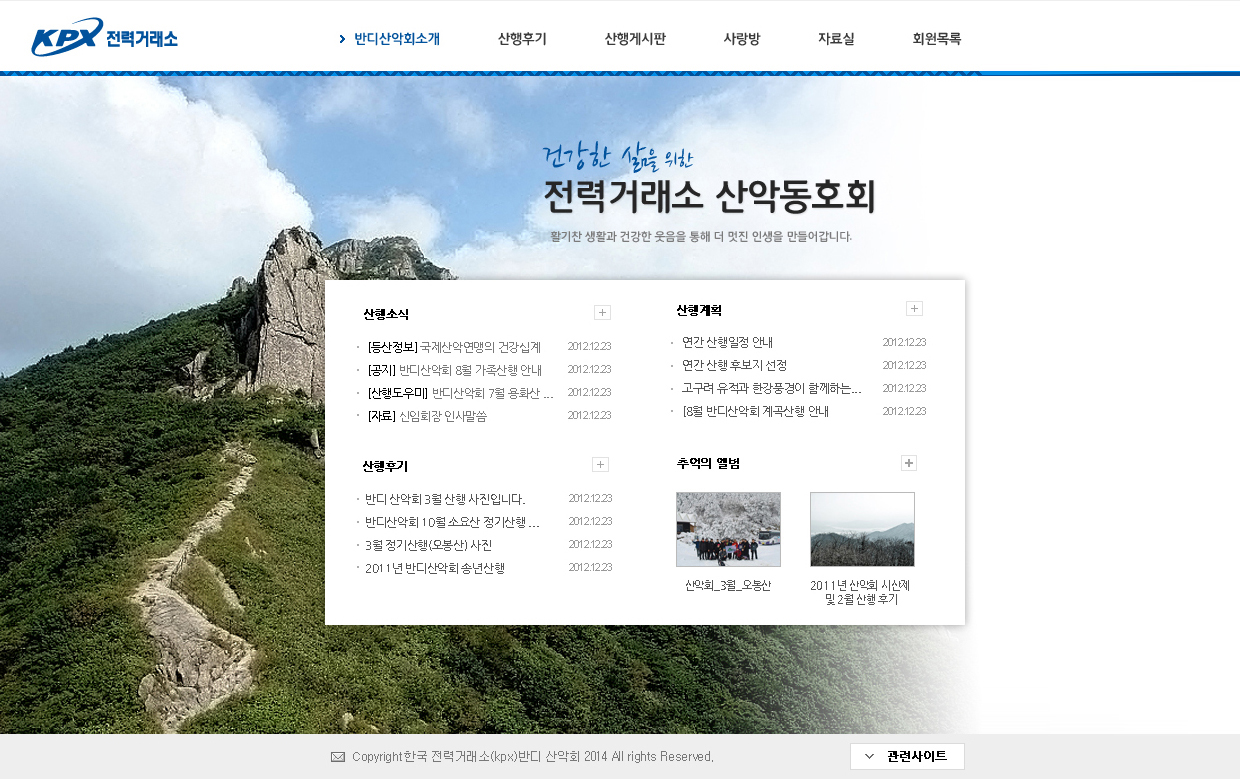 KPX 전력거래소
반디산악회소개 산행후기 산행게시판 사랑방 자료실 회원목록
건강한 삶을 위한
전력거래소 산악동호회
활기찬 생활과 건강한 웃음을 통해 더 멋진 인생을 만들어갑니다.
산행소식
[등산정보] 국제산악연맹의 건강십계 2012.12.23
[공지] 반디산악회 8월 가족산행 안내 2012.12.23
[산행도우미] 반디산악회 7월 용화산 ... 2012.12.23
[자료] 신임회장 인사말씀 2012.12.23
산행계획
연간 산행일정 안내 2012.12.23
연간 산행 후보지 선정 2012.12.23
고구려 유적과 한강풍경이 함께하는... 2012.12.23
[8월 반디산악회 계곡산행 안내 2012.12.23
산행후기
반디 산악회 3월 산행 사진입니다. 2012.12.23
반디산악회 10월 소요산 정기산행 ... 2012.12.23
3월 정기산행(오봉산) 사진 2012.12.23
2011년 반디산악회 송년산행 2012.12.23
추억의 앨범
산악회_3월_오봉산
2011년 산악회 시산제
및 2월 산행 후기
Copyright한국 전력거래소(kpx)반디 산악회 2014 All rights Reserved.
관련사이트